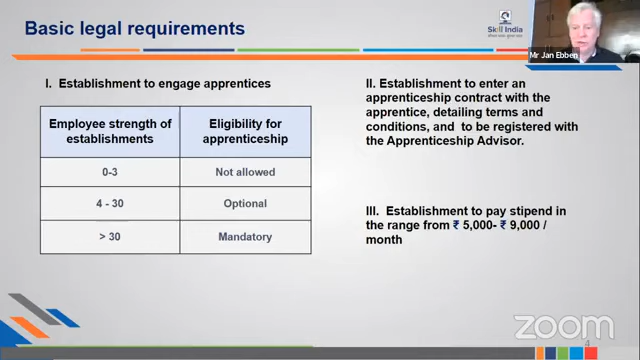 Basic legal requirements
Skill India
Mr Jan Ebben
I. Establishment to engage apprentices
Employee strength of establishments
Eligibility for apprenticeship
0-3
Not allowed
4 - 30
Optional
> 30
Mandatory
II. Establishment to enter an
apprenticeship contract with the
apprentice, detailing terms and
conditions, and to be registered with
the Apprenticeship Advisor.
III. Establishment to pay stipend in
the range from ₹ 5,000- ₹ 9,000 /
month
4
zoom